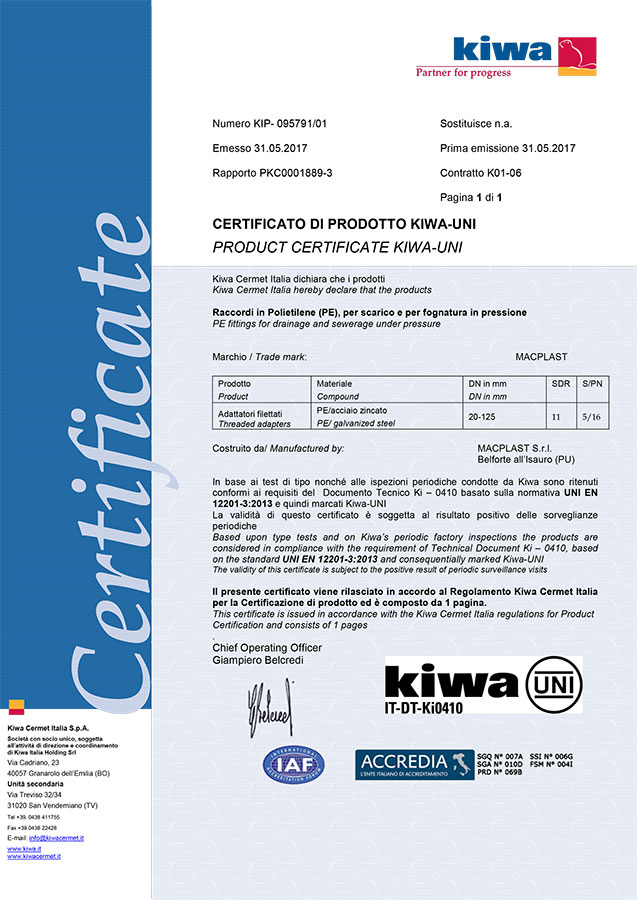 kiwa
Partner for progress
Numero KIP- 095791/01
Sostituisce n.a.
Emesso 31.05.2017
Prima emissione 31.05.2017
Rapporto PKC0001889-3
Contratto K01-06
Pagina 1 di 1
CERTIFICATO DI PRODOTTO KIWA-UNI
PRODUCT CERTIFICATE KIWA-UNI
Certificate
Kiwa Cermet Italia dichiara che i prodotti
Kiwa Cermet Italia hereby declare that the products
Raccordi in Polietilene (PE), per scarico e per fognatura in pressione
PE fittings for drainage and sewerage under pressure
Marchio / Trade mark: MACPLAST
Prodotto Materiale DN in mm SDR S/PN
Product Compound DN in mm
Adattatori filettati PE/acciaio zincato 20-125 11 5/16
Threaded adapters PE/ galvanized steel
Costruito da/ Manufactured by: MACPLAST S.r.l.
Belforte all'Isauro (PU)
In base ai test di tipo nonché alle ispezioni periodiche condotte da Kiwa sono ritenuti
conformi ai requisiti del Documento Tecnico Ki – 0410 basato sulla normativa UNI EN
12201-3:2013 e quindi marcati Kiwa-UNI
La validità di questo certificato è soggetta al risultato positivo delle sorveglianze
periodiche
Based upon type tests and on Kiwa's periodic factory inspections the products are
considered in compliance with the requirement of Technical Document Ki – 0410, based
on the standard UNI EN 12201-3:2013 and consequentially marked Kiwa-UNI
The validity of this certificate is subject to the positive result of periodic surveillance visits
Il presente certificato viene rilasciato in accordo al Regolamento Kiwa Cermet Italia
per la Certificazione di prodotto ed è composto da 1 pagina.
This certificate is issued in accordance with the Kiwa Cermet Italia regulations for Product
Certification and consists of 1 pages
.
Chief Operating Officer
Giampiero Belcredi
kiwa UNI
IT-DT-Ki0410
INTERNATIONAL
IAF
ACCREDITATION FORUM
ACCREDIA
L'ENTE ITALIANO DI ACCREDITAMENTO
SGQ N° 007A SSI N° 006G
SGA N° 010D FSM N° 004I
PRD N° 069B
Kiwa Cermet Italia S.p.A.
Società con socio unico, soggetta
all'attività di direzione e coordinamento
di Kiwa Italia Holding Srl
Via Cadriano, 23
40057 Granarolo dell'Emilia (BO)
Unità secondaria
Via Treviso 32/34
31020 San Vendemiano (TV)
Tel +39. 0438 411755
Fax +39.0438 22428
E-mail: info@kiwacermet.it
www.kiwa.it
www.kiwacermet.it